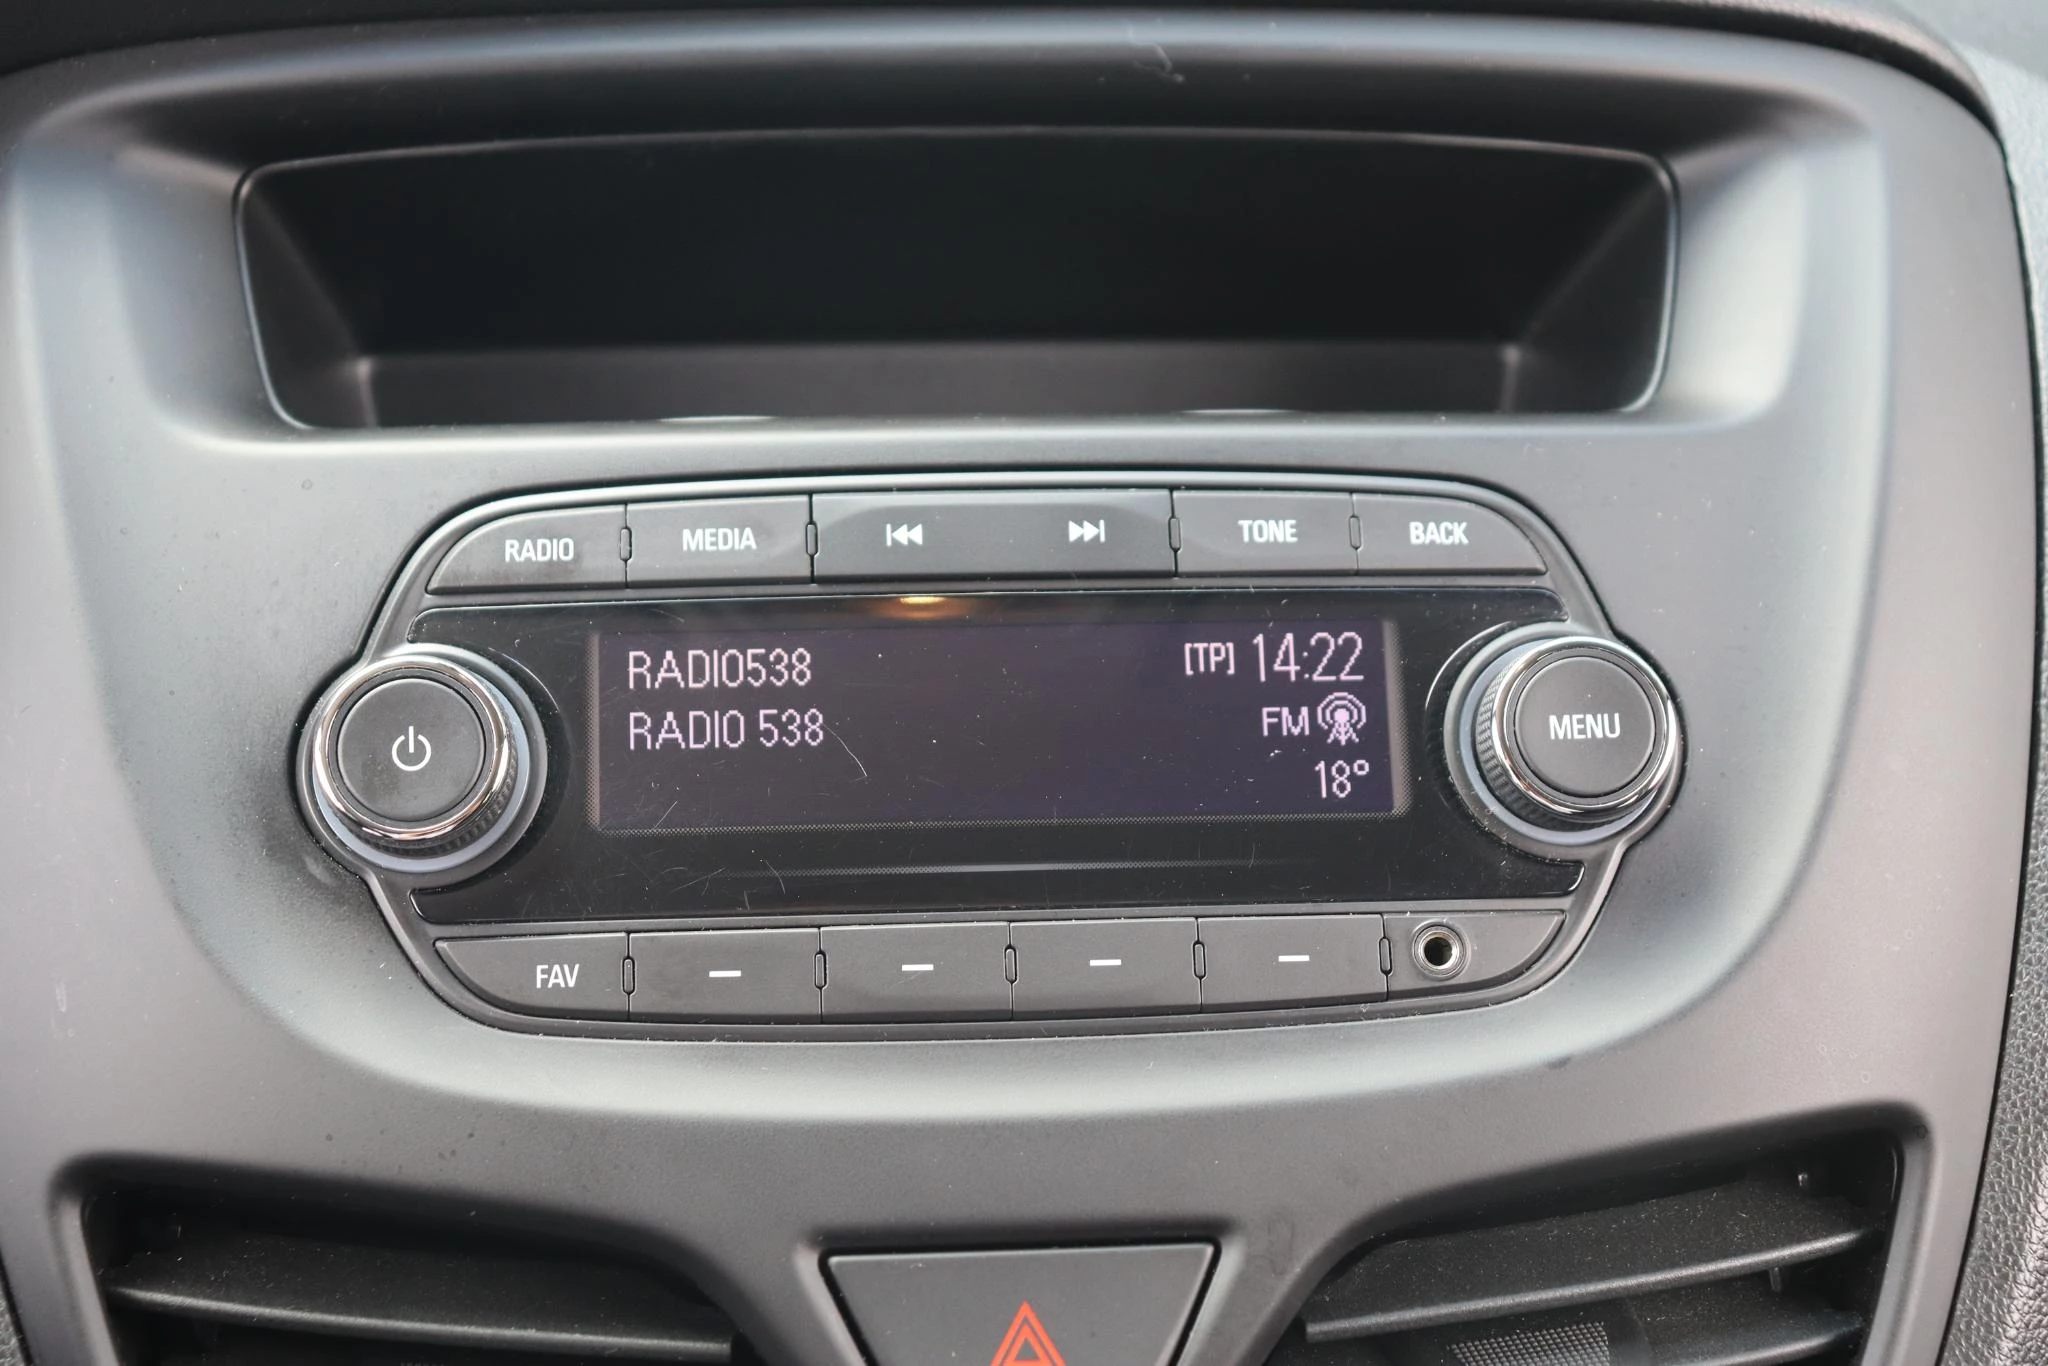 RADIO MEDIA TONE BACK
RADIO538 [TP] 14:22
RADIO 538 FM
18°
MENU
FAV